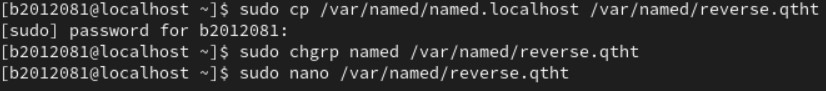 [b2012081@localhost ~]$ sudo cp /var/named/named.localhost /var/named/reverse.qtht
[sudo] password for b2012081:
[b2012081@localhost ~]$ sudo chgrp named /var/named/reverse.qtht
[b2012081@localhost ~]$ sudo nano /var/named/reverse.qtht